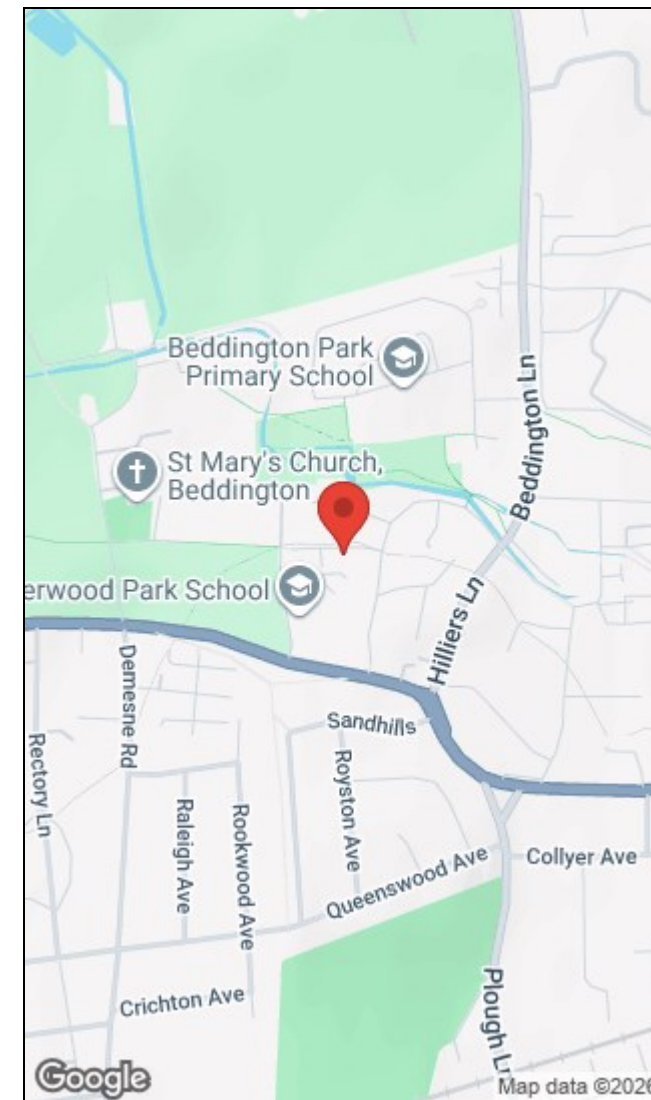 Beddington Park
Primary School
Beddington Ln
St Mary's Church,
Beddington
erwood Park School
Hilliers Ln
Demesne Rd
Sandhills
Rectory Ln
Royston Ave
Raleigh Ave
Rookwood Ave
Collyer Ave
Queenswood Ave
Crichton Ave
Plough Ln
Google
Map data ©2026